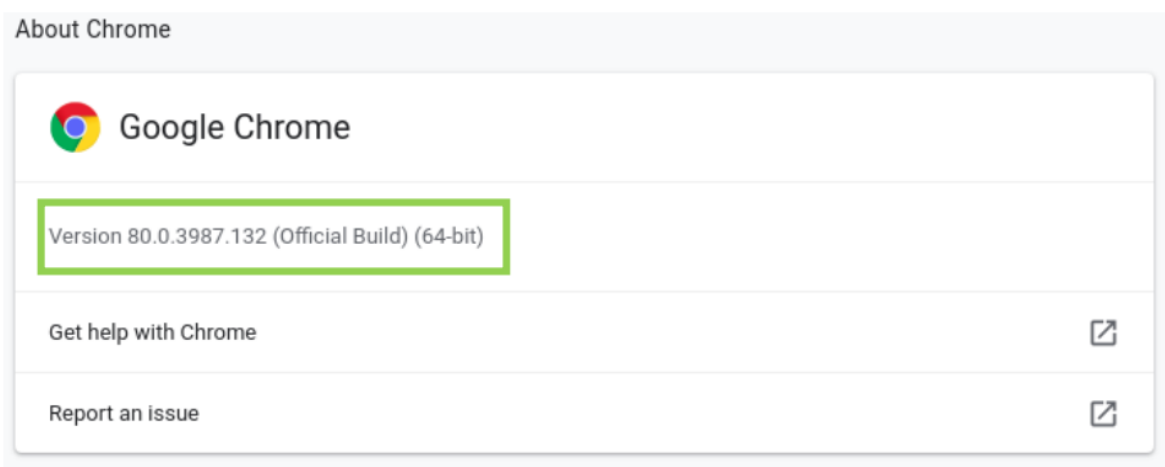 About Chrome
Google Chrome
Version 80.0.3987.132 (Official Build) (64-bit)
Get help with Chrome
Report an issue